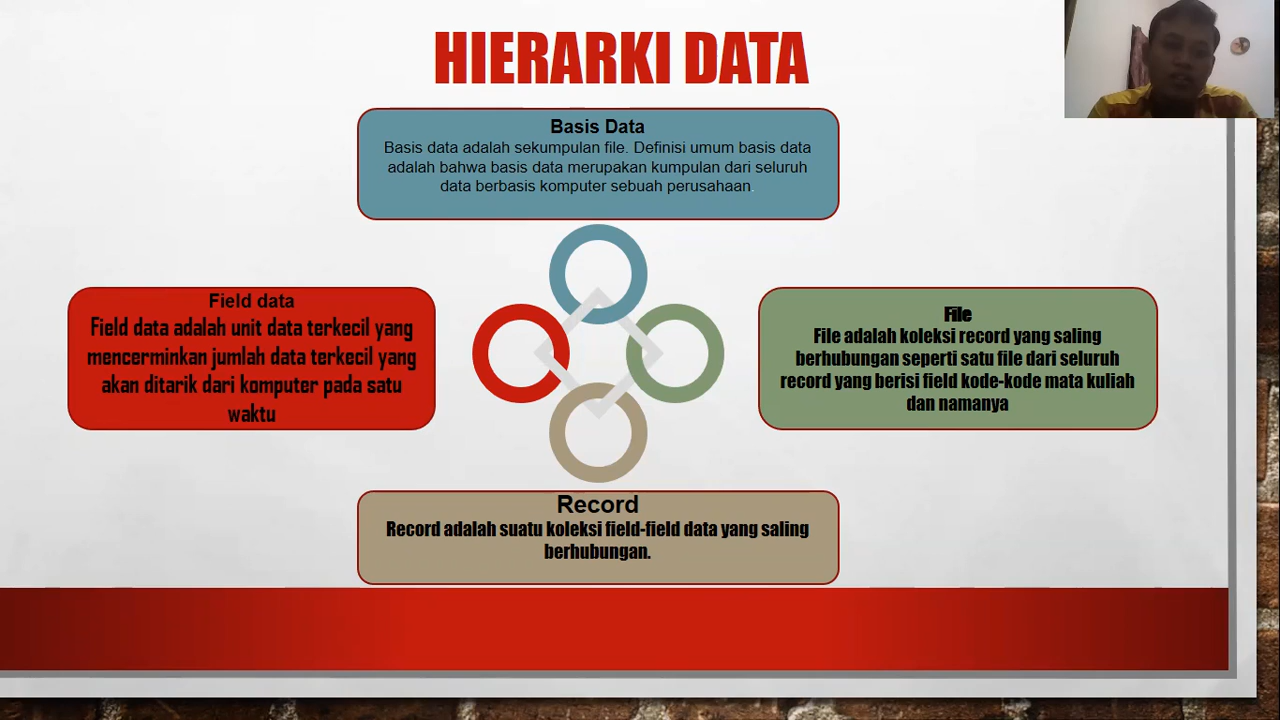 HIERARKI DATA
Basis Data
Basis data adalah sekumpulan file. Definisi umum basis data
adalah bahwa basis data merupakan kumpulan dari seluruh
data berbasis komputer sebuah perusahaan.
Field data
Field data adalah unit data terkecil yang
mencerminkan jumlah data terkecil yang
akan ditarik dari komputer pada satu
waktu
File
File adalah koleksi record yang saling
berhubungan seperti satu file dari seluruh
record yang berisi field kode-kode mata kuliah
dan namanya
Record
Record adalah suatu koleksi field-field data yang saling
berhubungan.